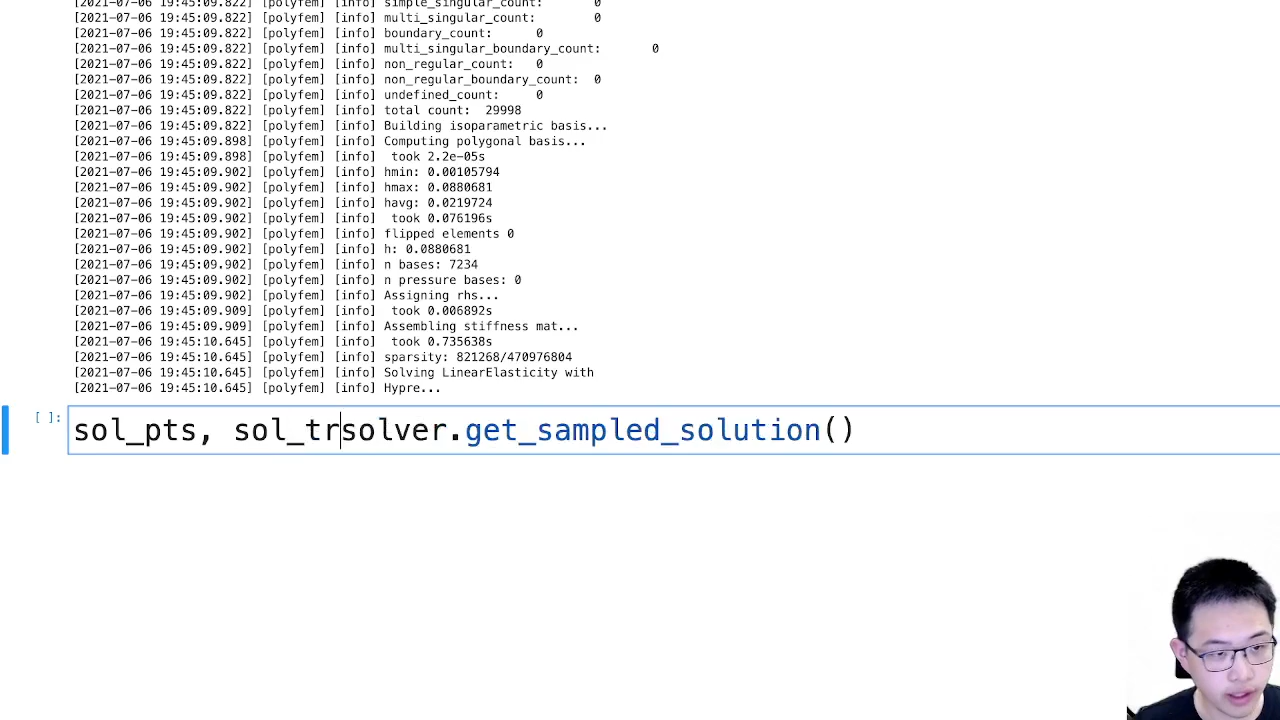 [2021-07-06 19:45:09.822] [polyfem] [info] simple_singular_count: 0
[2021-07-06 19:45:09.822] [polyfem] [info] multi_singular_count: 0
[2021-07-06 19:45:09.822] [polyfem] [info] boundary_count: 0
[2021-07-06 19:45:09.822] [polyfem] [info] multi_singular_boundary_count: 0
[2021-07-06 19:45:09.822] [polyfem] [info] non_regular_count: 0
[2021-07-06 19:45:09.822] [polyfem] [info] non_regular_boundary_count: 0
[2021-07-06 19:45:09.822] [polyfem] [info] undefined_count: 0
[2021-07-06 19:45:09.822] [polyfem] [info] total count: 29998
[2021-07-06 19:45:09.822] [polyfem] [info] Building isoparametric basis...
[2021-07-06 19:45:09.898] [polyfem] [info] Computing polygonal basis...
[2021-07-06 19:45:09.898] [polyfem] [info] took 2.2e-05s
[2021-07-06 19:45:09.902] [polyfem] [info] hmin: 0.00105794
[2021-07-06 19:45:09.902] [polyfem] [info] hmax: 0.0880681
[2021-07-06 19:45:09.902] [polyfem] [info] havg: 0.0219724
[2021-07-06 19:45:09.902] [polyfem] [info] took 0.076196s
[2021-07-06 19:45:09.902] [polyfem] [info] flipped elements 0
[2021-07-06 19:45:09.902] [polyfem] [info] h: 0.0880681
[2021-07-06 19:45:09.902] [polyfem] [info] n bases: 7234
[2021-07-06 19:45:09.902] [polyfem] [info] n pressure bases: 0
[2021-07-06 19:45:09.902] [polyfem] [info] Assigning rhs...
[2021-07-06 19:45:09.909] [polyfem] [info] took 0.006892s
[2021-07-06 19:45:09.909] [polyfem] [info] Assembling stiffness mat...
[2021-07-06 19:45:10.645] [polyfem] [info] took 0.735638s
[2021-07-06 19:45:10.645] [polyfem] [info] sparsity: 821268/470976804
[2021-07-06 19:45:10.645] [polyfem] [info] Solving LinearElasticity with
[2021-07-06 19:45:10.645] [polyfem] [info] Hypre...
[ ]: sol_pts, sol_trsolver.get_sampled_solution()